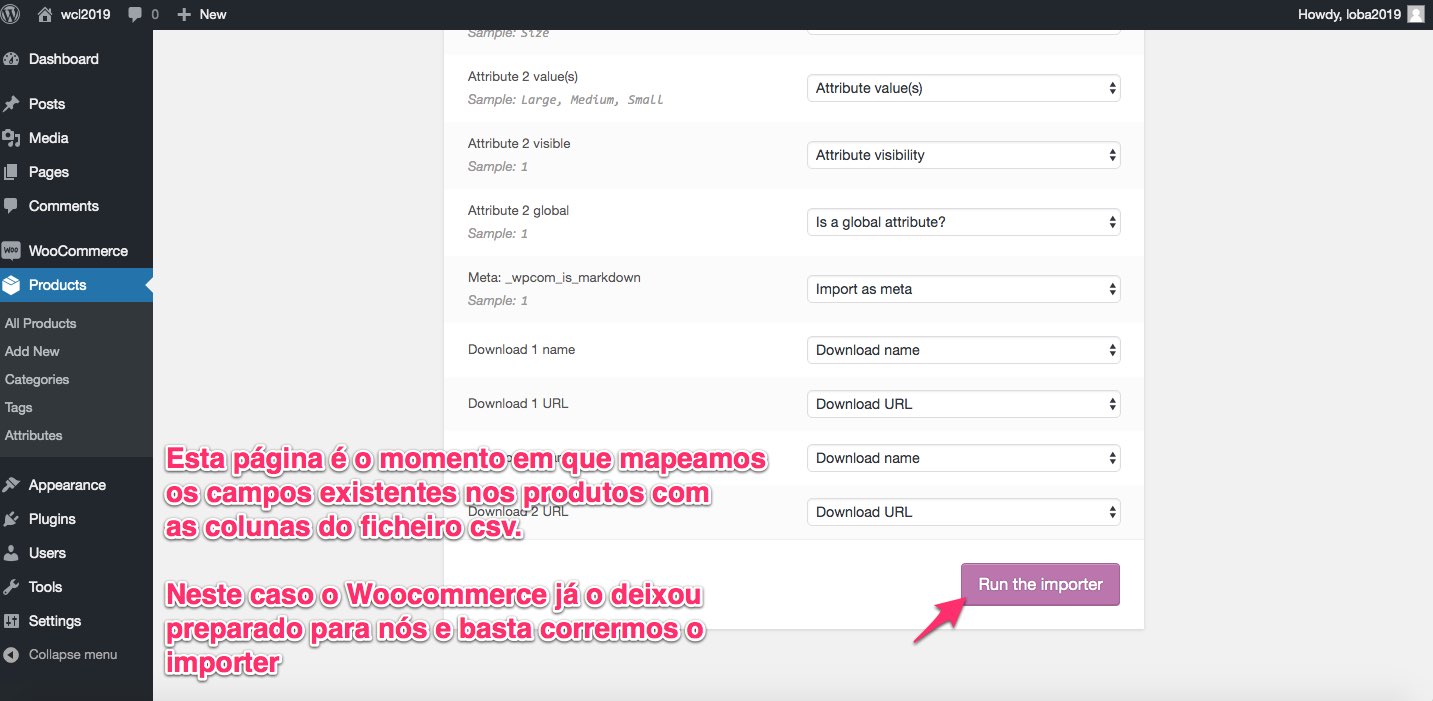 wcl2019
0
New
Howdy, loba2019
Dashboard
Posts
Media
Pages
Comments
WooCommerce
Products
All Products
Add New
Categories
Tags
Attributes
Appearance
Plugins
Users
Tools
Settings
Collapse menu
Sample: Size
Attribute 2 value(s)
Attribute value(s)
Sample: Large, Medium, Small
Attribute 2 visible
Attribute visibility
Sample: 1
Attribute 2 global
Is a global attribute?
Sample: 1
Meta: _wpcom_is_markdown
Import as meta
Sample: 1
Download 1 name
Download name
Download 1 URL
Download URL
Download name
Download 2 URL
Download URL
Esta página é o momento em que mapeamos
os campos existentes nos produtos com
as colunas do ficheiro csv.
Neste caso o Woocommerce já o deixou
preparado para nós e basta corrermos o
importer
Run the importer